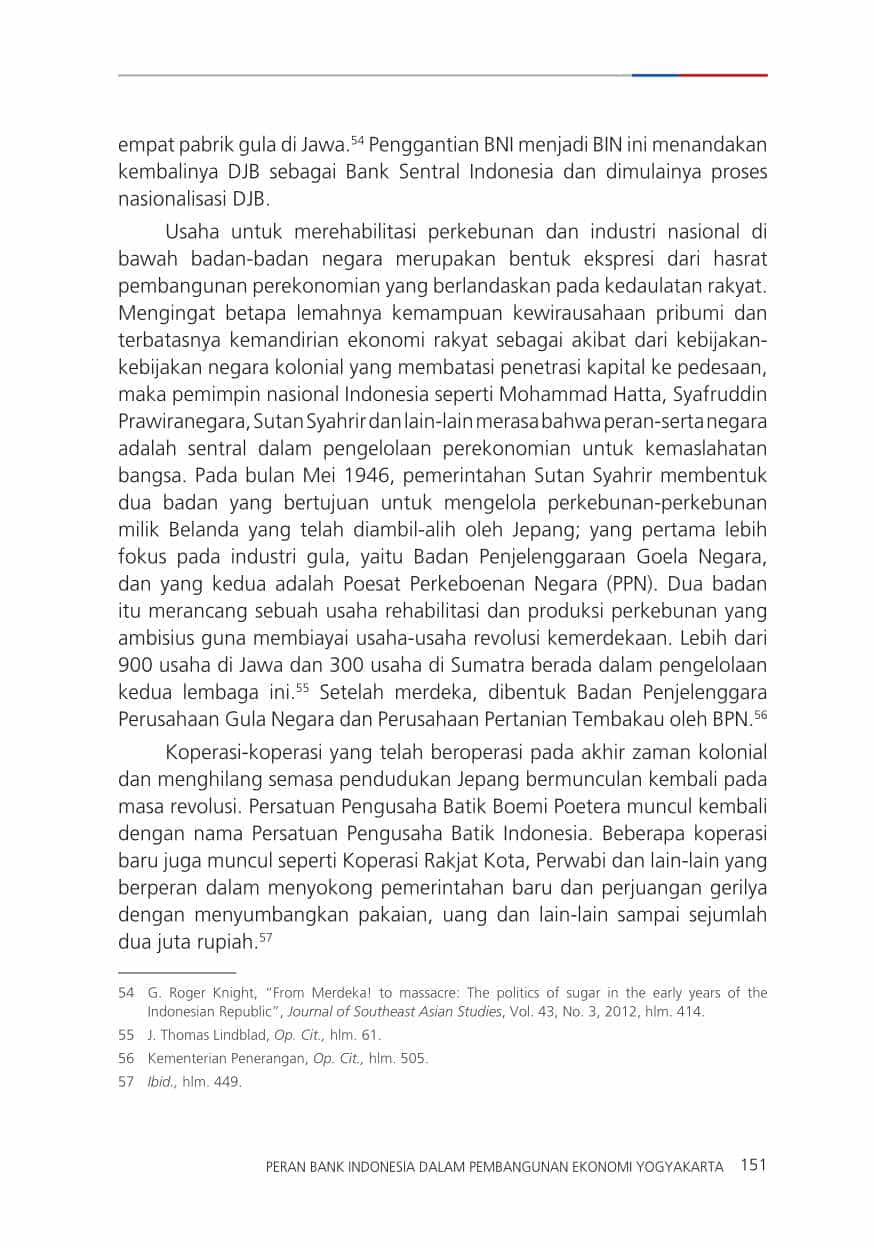 empat pabrik gula di Jawa.54 Penggantian BNI menjadi BIN ini menandakan
kembalinya DJB sebagai Bank Sentral Indonesia dan dimulainya proses
nasionalisasi DJB.
Usaha untuk merehabilitasi perkebunan dan industri nasional di
bawah badan-badan negara merupakan bentuk ekspresi dari hasrat
pembangunan perekonomian yang berlandaskan pada kedaulatan rakyat.
Mengingat betapa lemahnya kemampuan kewirausahaan pribumi dan
terbatasnya kemandirian ekonomi rakyat sebagai akibat dari kebijakan-
kebijakan negara kolonial yang membatasi penetrasi kapital ke pedesaan,
maka pemimpin nasional Indonesia seperti Mohammad Hatta, Syafruddin
Prawiranegara, Sutan Syahrir dan lain-lain merasa bahwa peran-serta negara
adalah sentral dalam pengelolaan perekonomian untuk kemaslahatan
bangsa. Pada bulan Mei 1946, pemerintahan Sutan Syahrir membentuk
dua badan yang bertujuan untuk mengelola perkebunan-perkebunan
milik Belanda yang telah diambil-alih oleh Jepang; yang pertama lebih
fokus pada industri gula, yaitu Badan Penjelenggaraan Goela Negara,
dan yang kedua adalah Poesat Perkeboenan Negara (PPN). Dua badan
itu merancang sebuah usaha rehabilitasi dan produksi perkebunan yang
ambisius guna membiayai usaha-usaha revolusi kemerdekaan. Lebih dari
900 usaha di Jawa dan 300 usaha di Sumatra berada dalam pengelolaan
kedua lembaga ini.55 Setelah merdeka, dibentuk Badan Penjelenggara
Perusahaan Gula Negara dan Perusahaan Pertanian Tembakau oleh BPN.56
Koperasi-koperasi yang telah beroperasi pada akhir zaman kolonial
dan menghilang semasa pendudukan Jepang bermunculan kembali pada
masa revolusi. Persatuan Pengusaha Batik Boemi Poetera muncul kembali
dengan nama Persatuan Pengusaha Batik Indonesia. Beberapa koperasi
baru juga muncul seperti Koperasi Rakjat Kota, Perwabi dan lain-lain yang
berperan dalam menyokong pemerintahan baru dan perjuangan gerilya
dengan menyumbangkan pakaian, uang dan lain-lain sampai sejumlah
dua juta rupiah.57
54 G. Roger Knight, “From Merdeka! to massacre: The politics of sugar in the early years of the
Indonesian Republic”, Journal of Southeast Asian Studies, Vol. 43, No. 3, 2012, hlm. 414.
55 J. Thomas Lindblad, Op. Cit., hlm. 61.
56 Kementerian Penerangan, Op. Cit., hlm. 505.
57 Ibid., hlm. 449.
PERAN BANK INDONESIA DALAM PEMBANGUNAN EKONOMI YOGYAKARTA 151